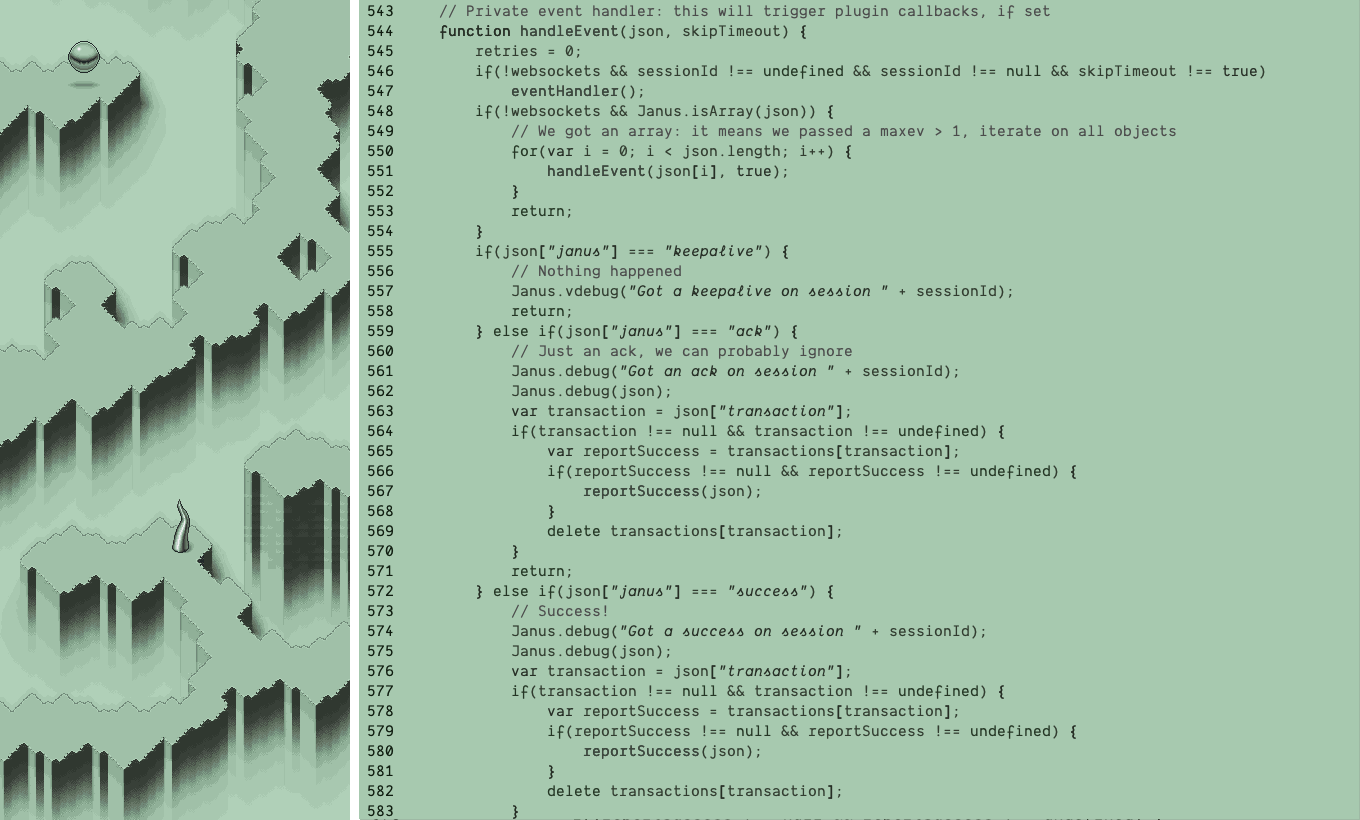 543     // Private event handler: this will trigger plugin callbacks, if set
544     function handleEvent(json, skipTimeout) {
545         retries = 0;
546         if(!websockets && sessionId !== undefined && sessionId !== null && skipTimeout !== true)
547             eventHandler();
548         if(!websockets && Janus.isArray(json)) {
549             // We got an array: it means we passed a maxev > 1, iterate on all objects
550             for(var i = 0; i < json.length; i++) {
551                 handleEvent(json[i], true);
552             }
553             return;
554         }
555         if(json["janus"] === "keepalive") {
556             // Nothing happened
557             Janus.vdebug("Got a keepalive on session " + sessionId);
558             return;
559         } else if(json["janus"] === "ack") {
560             // Just an ack, we can probably ignore
561             Janus.debug("Got an ack on session " + sessionId);
562             Janus.debug(json);
563             var transaction = json["transaction"];
564             if(transaction !== null && transaction !== undefined) {
565                 var reportSuccess = transactions[transaction];
566                 if(reportSuccess !== null && reportSuccess !== undefined) {
567                     reportSuccess(json);
568                 }
569                 delete transactions[transaction];
570             }
571             return;
572         } else if(json["janus"] === "success") {
573             // Success!
574             Janus.debug("Got a success on session " + sessionId);
575             Janus.debug(json);
576             var transaction = json["transaction"];
577             if(transaction !== null && transaction !== undefined) {
578                 var reportSuccess = transactions[transaction];
579                 if(reportSuccess !== null && reportSuccess !== undefined) {
580                     reportSuccess(json);
581                 }
582                 delete transactions[transaction];
583             }